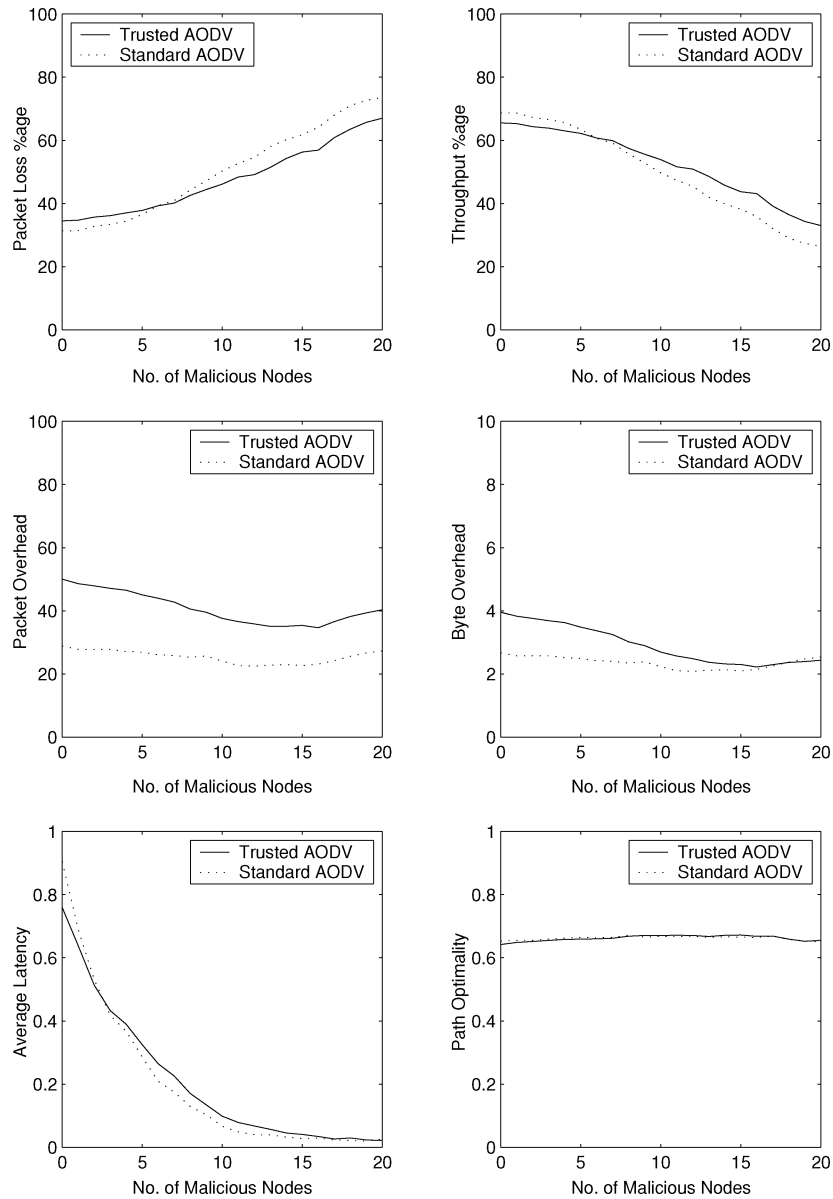 100
80
60
40
20
0
Packet Loss %age
Trusted AODV
Standard AODV
0 5 10 15 20
No. of Malicious Nodes
100
80
60
40
20
0
Throughput %age
Trusted AODV
Standard AODV
0 5 10 15 20
No. of Malicious Nodes
100
80
60
40
20
0
Packet Overhead
Trusted AODV
Standard AODV
0 5 10 15 20
No. of Malicious Nodes
10
8
6
4
2
0
Byte Overhead
Trusted AODV
Standard AODV
0 5 10 15 20
No. of Malicious Nodes
1
0.8
0.6
0.4
0.2
0
Average Latency
Trusted AODV
Standard AODV
0 5 10 15 20
No. of Malicious Nodes
1
0.8
0.6
0.4
0.2
0
Path Optimality
Trusted AODV
Standard AODV
0 5 10 15 20
No. of Malicious Nodes